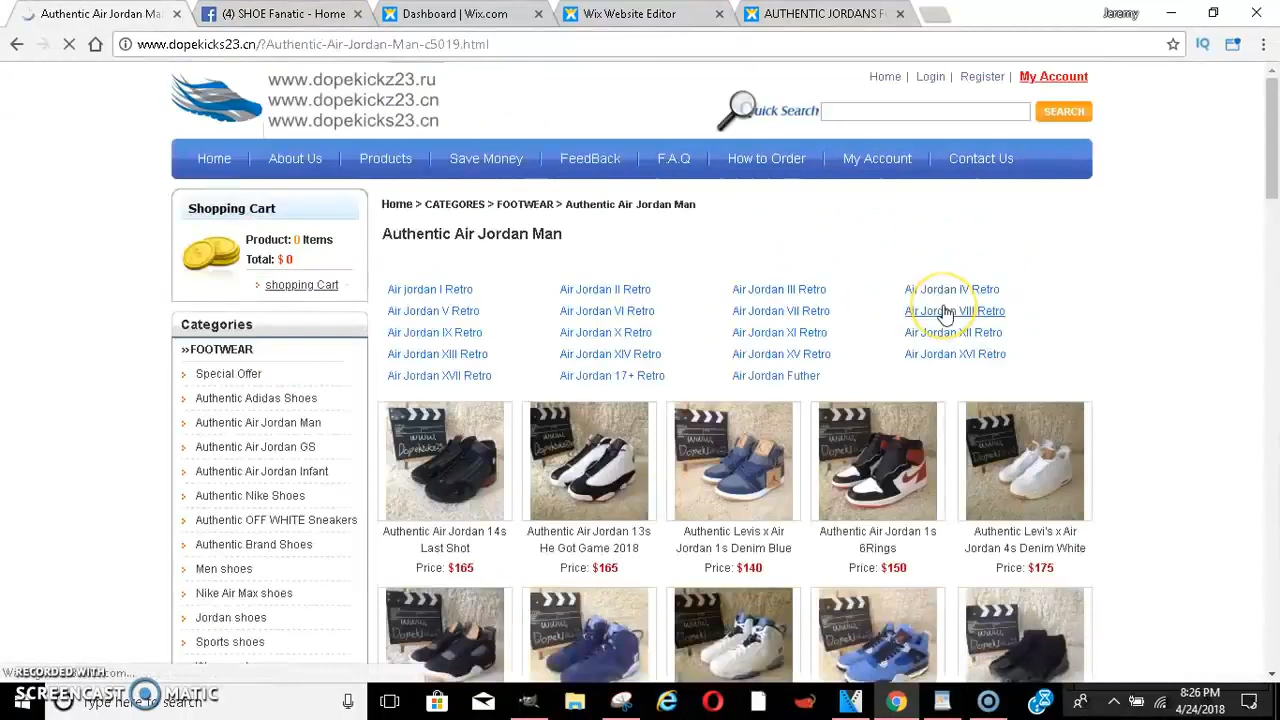 Authentic Air Jordan Man
(4) SHOE Fanatic - Home
Dashboard | Wix.com
Wix Website Editor
AUTHENTIC JORDANS F
Jeremy
www.dopekicks23.cn/?Authentic-Air-Jordan-Man-c5019.html
www.dopekickz23.ru
www.dopekickz23.cn
www.dopekicks23.cn
Home | Login | Register | My Account
Quick Search
SEARCH
Home
About Us
Products
Save Money
FeedBack
F.A.Q
How to Order
My Account
Contact Us
Shopping Cart
Product: 0 Items
Total: $ 0
shopping Cart
Categories
»FOOTWEAR
Special Offer
Authentic Adidas Shoes
Authentic Air Jordan Man
Authentic Air Jordan GS
Authentic Air Jordan Infant
Authentic Nike Shoes
Authentic OFF WHITE Sneakers
Authentic Brand Shoes
Men shoes
Nike Air Max shoes
Jordan shoes
Sports shoes
Home > CATEGORES > FOOTWEAR > Authentic Air Jordan Man
Authentic Air Jordan Man
Air jordan I Retro
Air Jordan II Retro
Air Jordan III Retro
Air Jordan IV Retro
Air Jordan V Retro
Air Jordan VI Retro
Air Jordan VII Retro
Air Jordan VIII Retro
Air Jordan IX Retro
Air Jordan X Retro
Air Jordan XI Retro
Air Jordan XII Retro
Air Jordan XIII Retro
Air Jordan XIV Retro
Air Jordan XV Retro
Air Jordan XVI Retro
Air Jordan XVII Retro
Air Jordan 17+ Retro
Air Jordan Futher
Authentic Air Jordan 14s
Last Shot
Price: $165
Authentic Air Jordan 13s
He Got Game 2018
Price: $165
Authentic Levis x Air
Jordan 1s Denim Blue
Price: $140
Authentic Air Jordan 1s
6Rings
Price: $150
Authentic Levi's x Air
Jordan 4s Denim White
Price: $175
RECORDED WITH
SCREENCAST MATIC
Type here to search
8:26 PM
4/24/2018